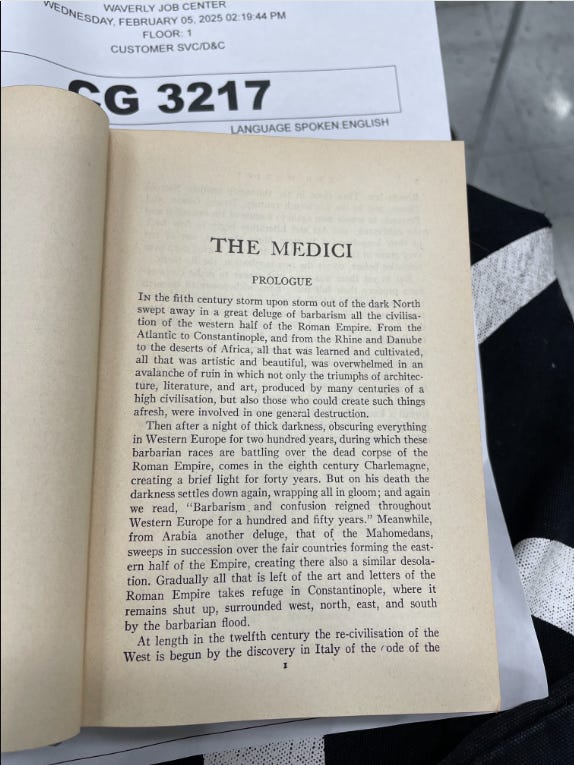 WAVERLY JOB CENTER
WEDNESDAY, FEBRUARY 05, 2025 02:19:44 PM
FLOOR: 1
CUSTOMER SVC/D&C
CG 3217
LANGUAGE SPOKEN:ENGLISH
THE MEDICI
PROLOGUE
IN the fifth century storm upon storm out of the dark North
swept away in a great deluge of barbarism all the civilisa-
tion of the western half of the Roman Empire. From the
Atlantic to Constantinople, and from the Rhine and Danube
to the deserts of Africa, all that was learned and cultivated,
all that was artistic and beautiful, was overwhelmed in an
avalanche of ruin in which not only the triumphs of architec-
ture, literature, and art, produced by many centuries of a
high civilisation, but also those who could create such things
afresh, were involved in one general destruction.
Then after a night of thick darkness, obscuring everything
in Western Europe for two hundred years, during which these
barbarian races are battling over the dead corpse of the
Roman Empire, comes in the eighth century Charlemagne,
creating a brief light for forty years. But on his death the
darkness settles down again, wrapping all in gloom; and again
we read, "Barbarism and confusion reigned throughout
Western Europe for a hundred and fifty years." Meanwhile,
from Arabia another deluge, that of the Mahomedans,
sweeps in succession over the fair countries forming the east-
ern half of the Empire, creating there also a similar desola-
tion. Gradually all that is left of the art and letters of the
Roman Empire takes refuge in Constantinople, where it
remains shut up, surrounded west, north, east, and south
by the barbarian flood.
At length in the twelfth century the re-civilisation of the
West is begun by the discovery in Italy of the code of the
1